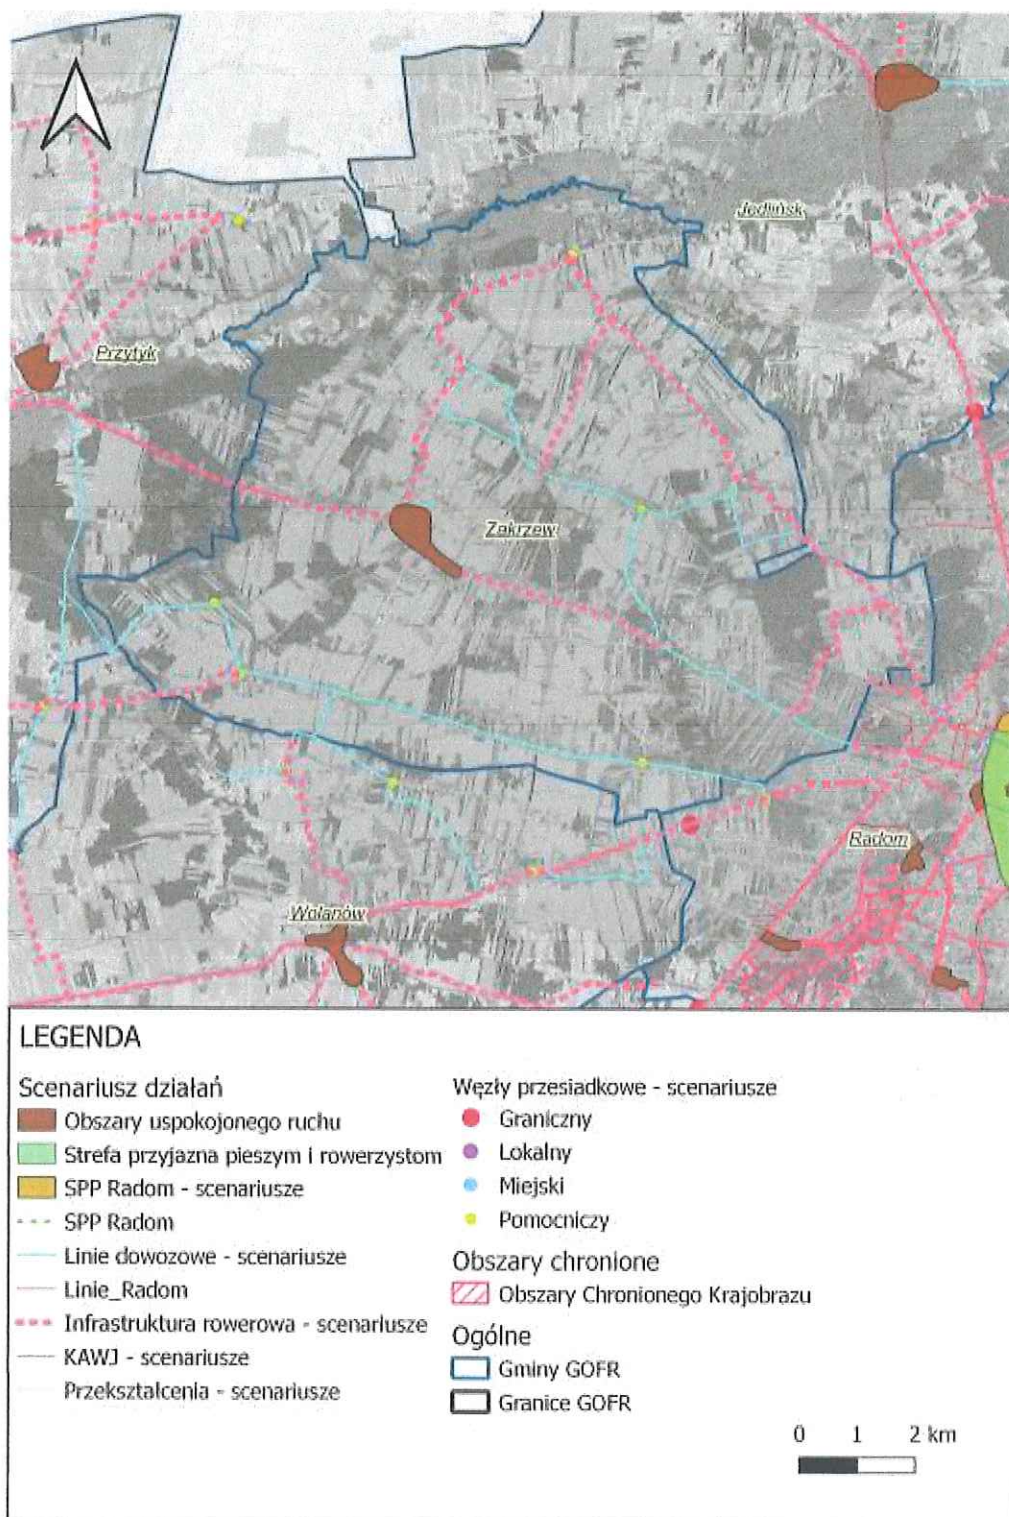 Jedlińsk
Przytyk
Zakrzew
Radom
Wolanów
LEGENDA
Scenariusz działań
Obszary uspokojonego ruchu
Strefa przyjazna pieszym i rowerzystom
SPP Radom - scenariusze
SPP Radom
Linie dowozowe - scenariusze
Linie_Radom
Infrastruktura rowerowa - scenariusze
KAWJ - scenariusze
Przekształcenia - scenariusze
Węzły przesiadkowe - scenariusze
Graniczny
Lokalny
Miejski
Pomocniczy
Obszary chronione
Obszary Chronionego Krajobrazu
Ogólne
Gminy GOFR
Granice GOFR
0 1 2 km